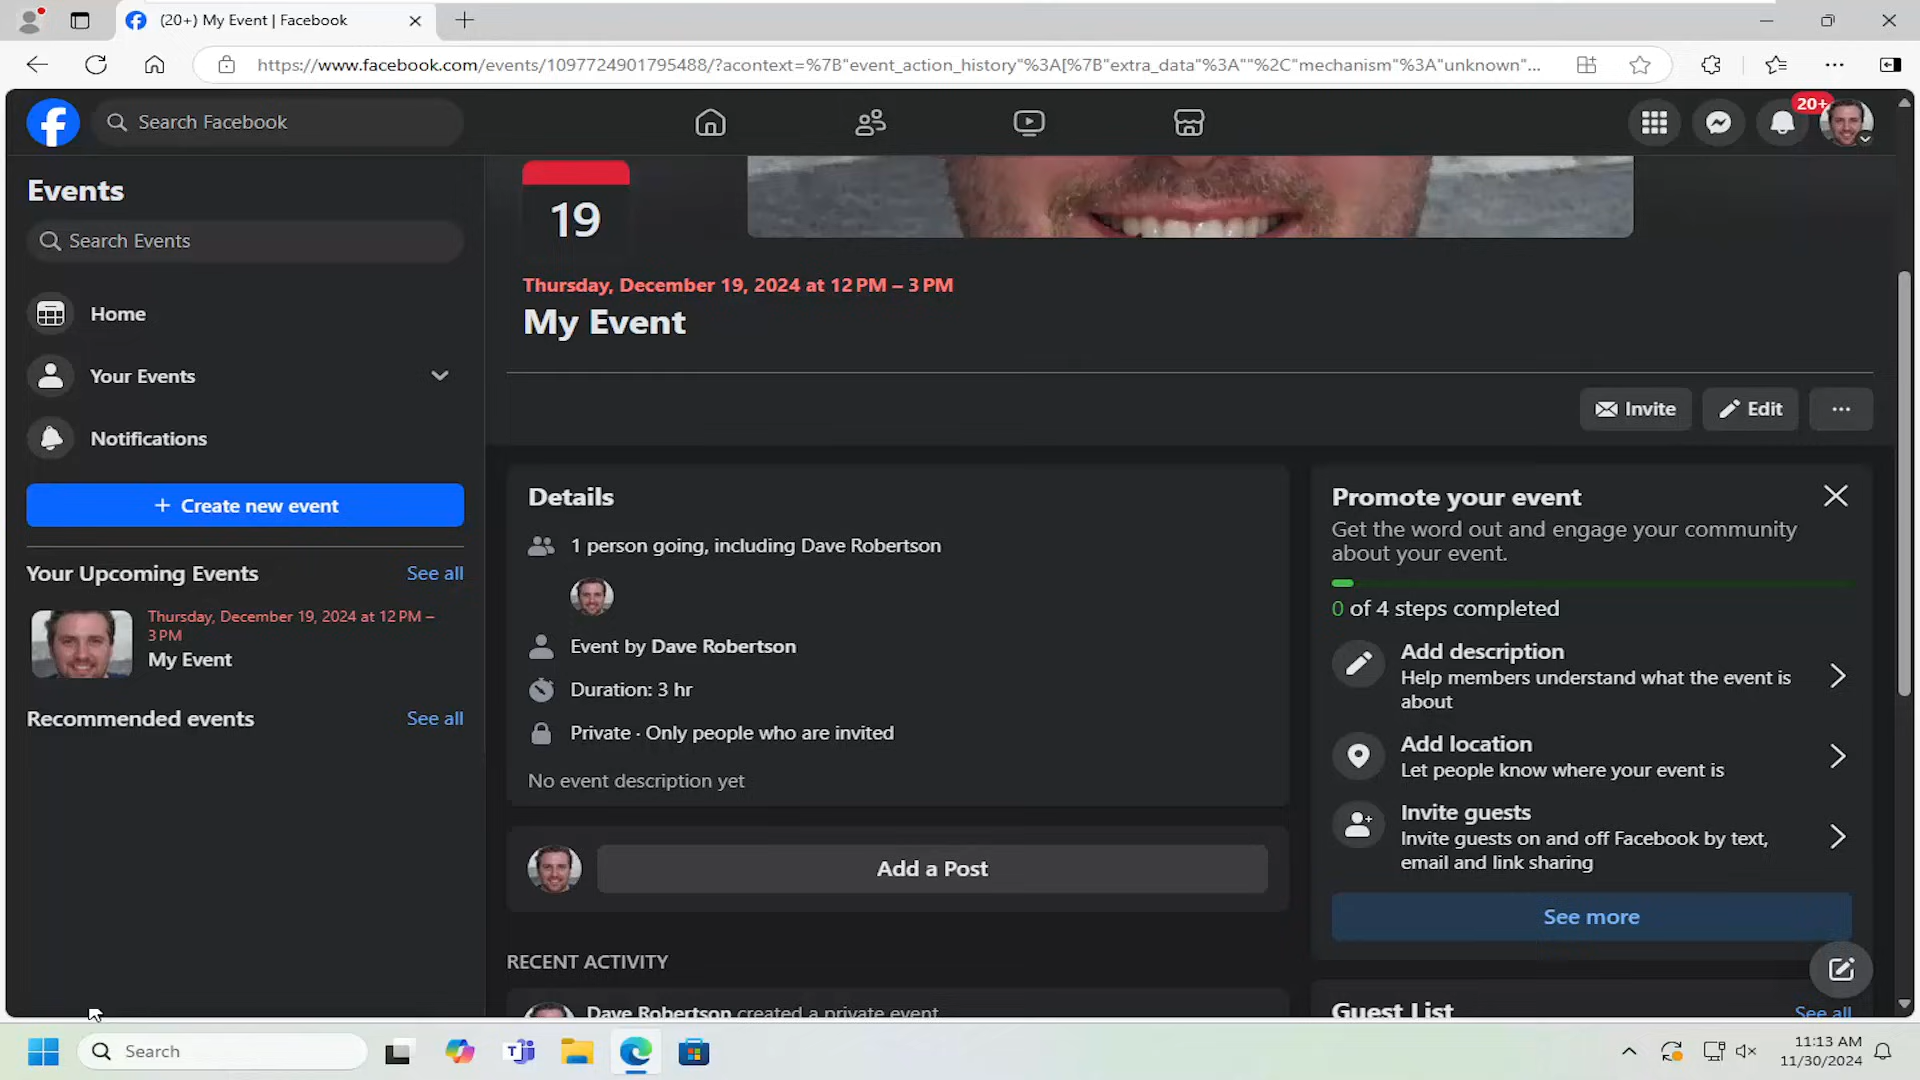 (20+) My Event | Facebook
https://www.facebook.com/events/1097724901795488/?acontext=%7B"event_action_history"%3A[%7B"extra_data"%3A""%2C"mechanism"%3A"unknown"...
Search Facebook
20+
Events
Search Events
Home
Your Events
Notifications
+ Create new event
Your Upcoming Events
See all
Thursday, December 19, 2024 at 12 PM –
3 PM
My Event
Recommended events
See all
19
Thursday, December 19, 2024 at 12 PM – 3 PM
My Event
Invite
Edit
...
Details
1 person going, including Dave Robertson
Event by Dave Robertson
Duration: 3 hr
Private · Only people who are invited
No event description yet
Add a Post
RECENT ACTIVITY
Dave Robertson created a private event
Promote your event
Get the word out and engage your community
about your event.
0 of 4 steps completed
Add description
Help members understand what the event is
about
Add location
Let people know where your event is
Invite guests
Invite guests on and off Facebook by text,
email and link sharing
See more
Guest List
See all
Search
11:13 AM
11/30/2024